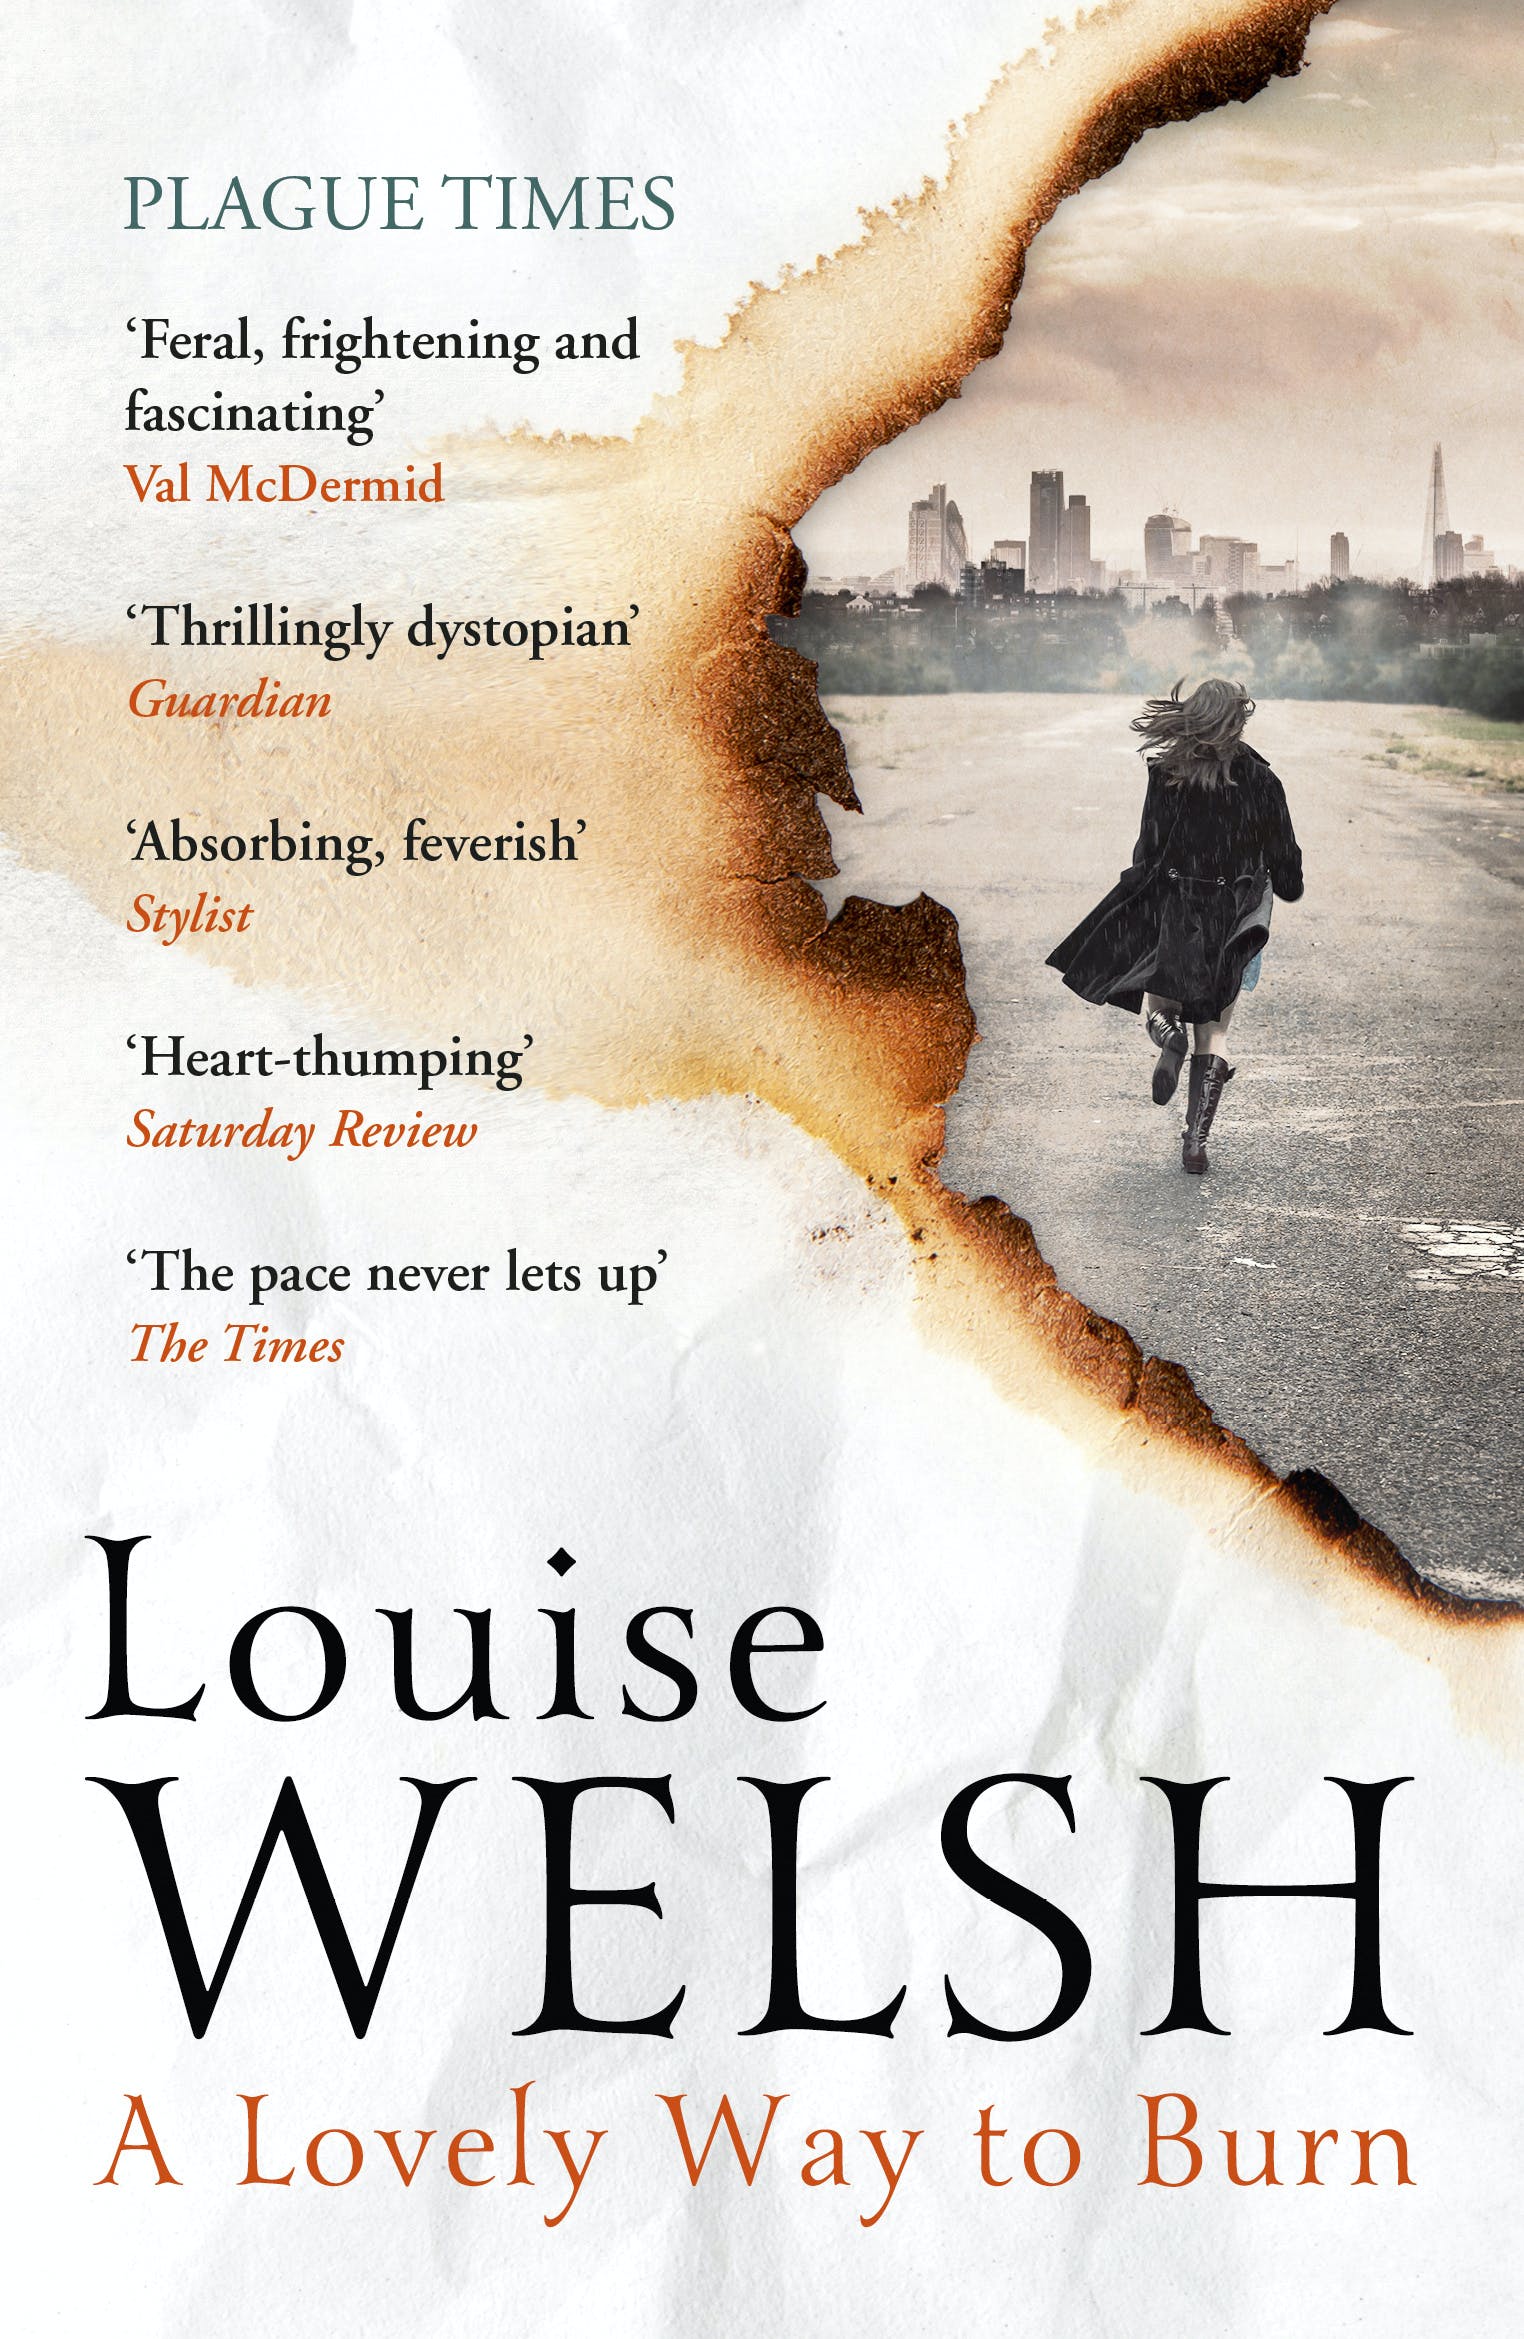 PLAGUE TIMES
‘Feral, frightening and
fascinating’
Val McDermid
‘Thrillingly dystopian’
Guardian
‘Absorbing, feverish’
Stylist
‘Heart-thumping’
Saturday Review
‘The pace never lets up’
The Times
Louise
WELSH
A Lovely Way to Burn